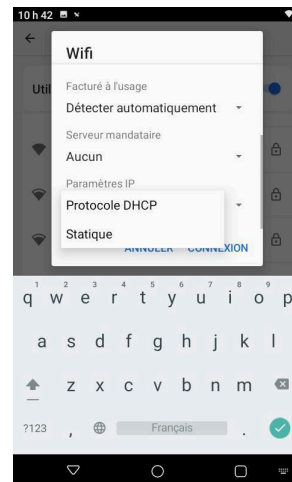 10 h 42
Wifi
Util
Facturé à l'usage
Détecter automatiquement
Serveur mandataire
Aucun
Paramètres IP
Protocole DHCP
Statique
ANNULER CONNEXION
1 2 3 4 5 6 7 8 9 0
q w e r t y u i o p
a s d f g h j k l
z x c v b n m
?123 , Français .